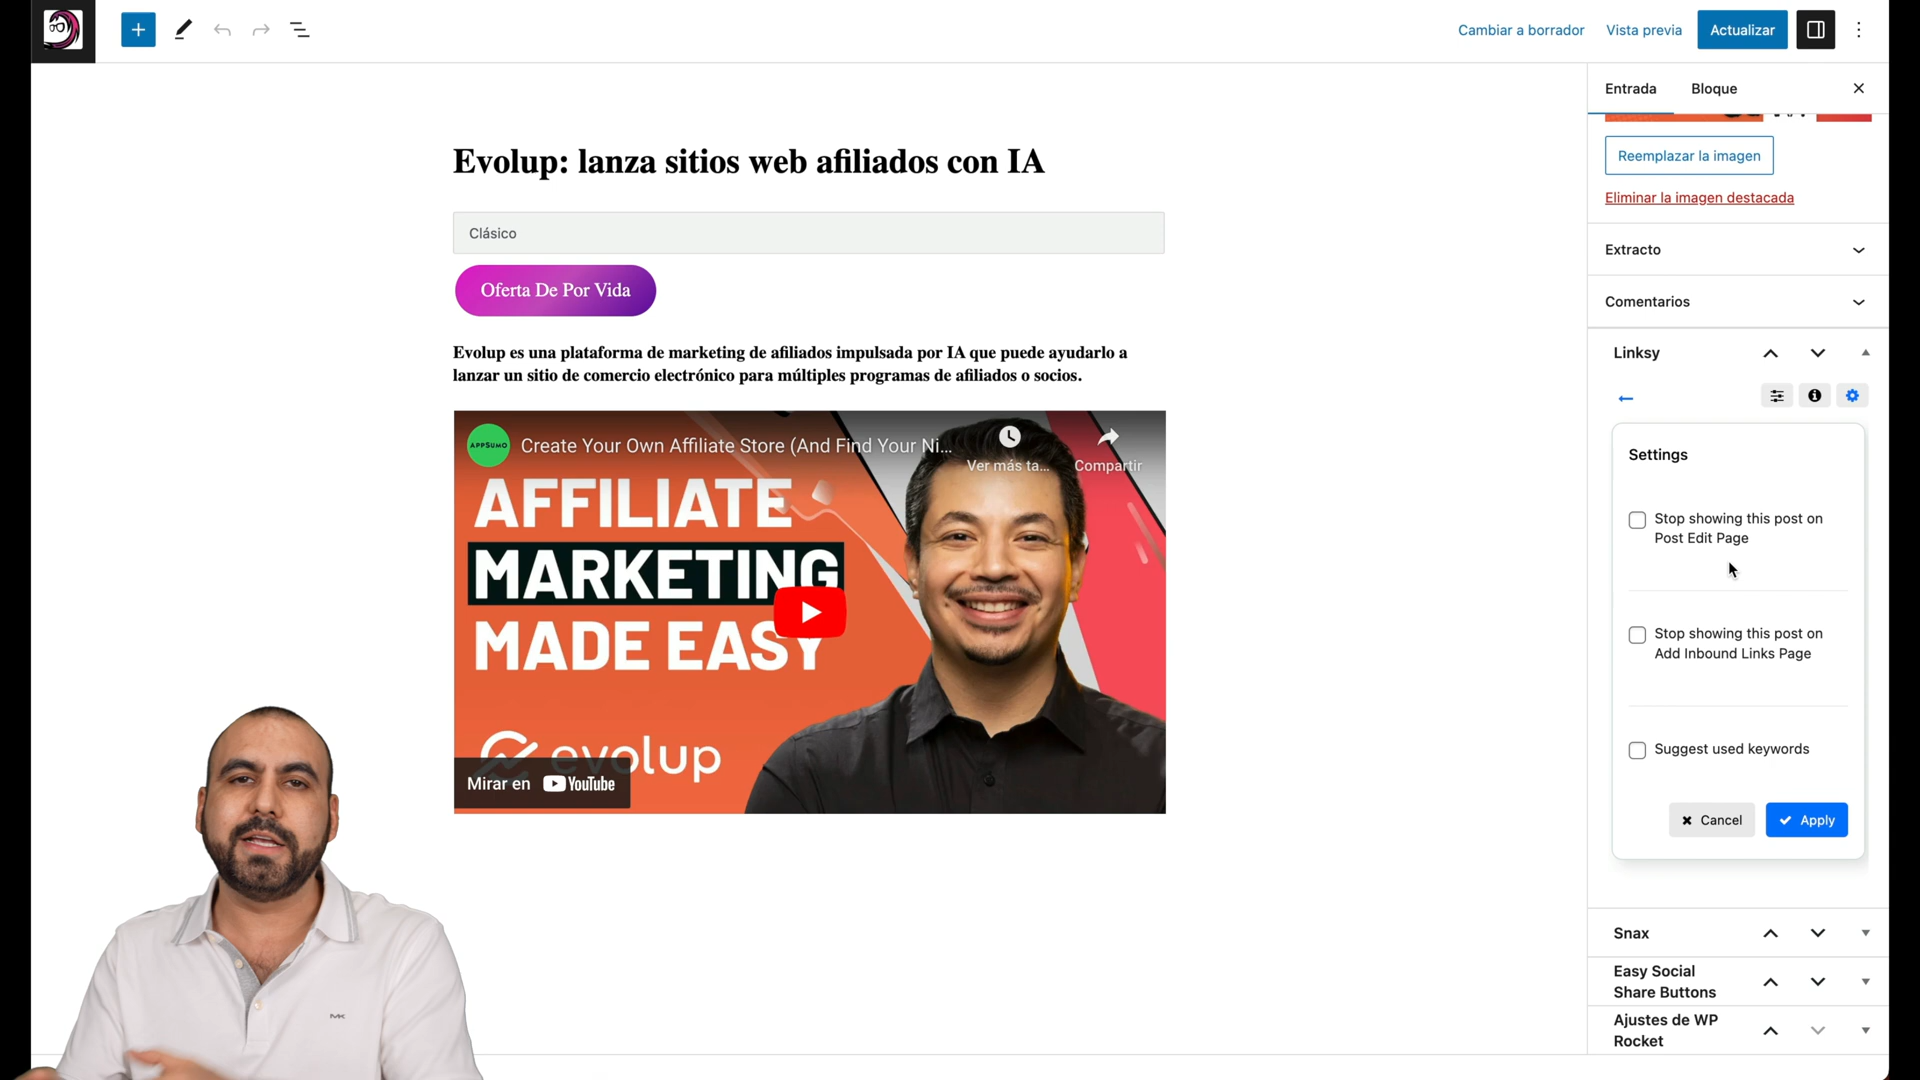 Cambiar a borrador
Vista previa
Actualizar
Entrada
Bloque
Reemplazar la imagen
Eliminar la imagen destacada
Extracto
Comentarios
Linksy
Settings
Stop showing this post on
Post Edit Page
Stop showing this post on
Add Inbound Links Page
Suggest used keywords
Cancel
Apply
Snax
Easy Social
Share Buttons
Ajustes de WP
Rocket
Evolup: lanza sitios web afiliados con IA
Clásico
Oferta De Por Vida
Evolup es una plataforma de marketing de afiliados impulsada por IA que puede ayudarlo a
lanzar un sitio de comercio electrónico para múltiples programas de afiliados o socios.
APPSUMO
Create Your Own Affiliate Store (And Find Your Ni...
Ver más ta...
Compartir
AFFILIATE
MARKETING
MADE EASY
evolup
Mirar en YouTube
MK